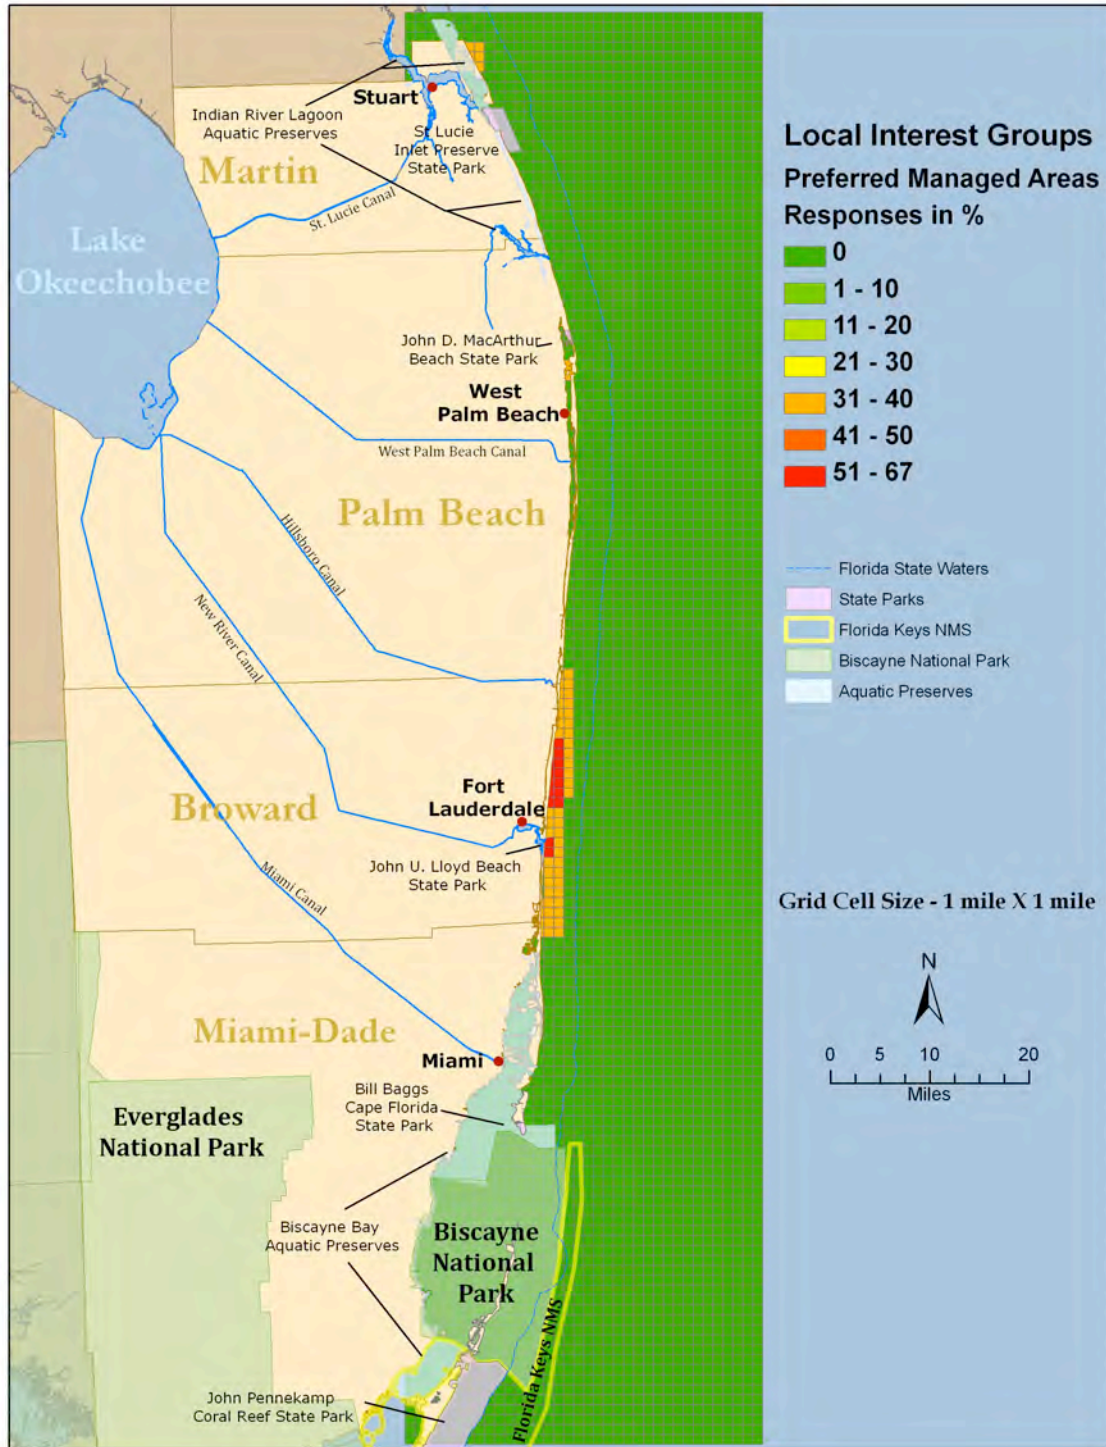 Stuart
Indian River Lagoon
Aquatic Preserves
St Lucie
Inlet Preserve
State Park
Martin
St. Lucie Canal
Lake
Okeechobee
John D. MacArthur
Beach State Park
West
Palm Beach
West Palm Beach Canal
Palm Beach
Hillsboro Canal
New River Canal
Fort
Lauderdale
Broward
John U. Lloyd Beach
State Park
Miami Canal
Miami-Dade
Miami
Bill Baggs
Cape Florida
State Park
Everglades
National Park
Biscayne Bay
Aquatic Preserves
Biscayne
National
Park
Florida Keys NMS
John Pennekamp
Coral Reef State Park
Local Interest Groups
Preferred Managed Areas
Responses in %
0
1 - 10
11 - 20
21 - 30
31 - 40
41 - 50
51 - 67
Florida State Waters
State Parks
Florida Keys NMS
Biscayne National Park
Aquatic Preserves
Grid Cell Size - 1 mile X 1 mile
N
0 5 10 20
Miles